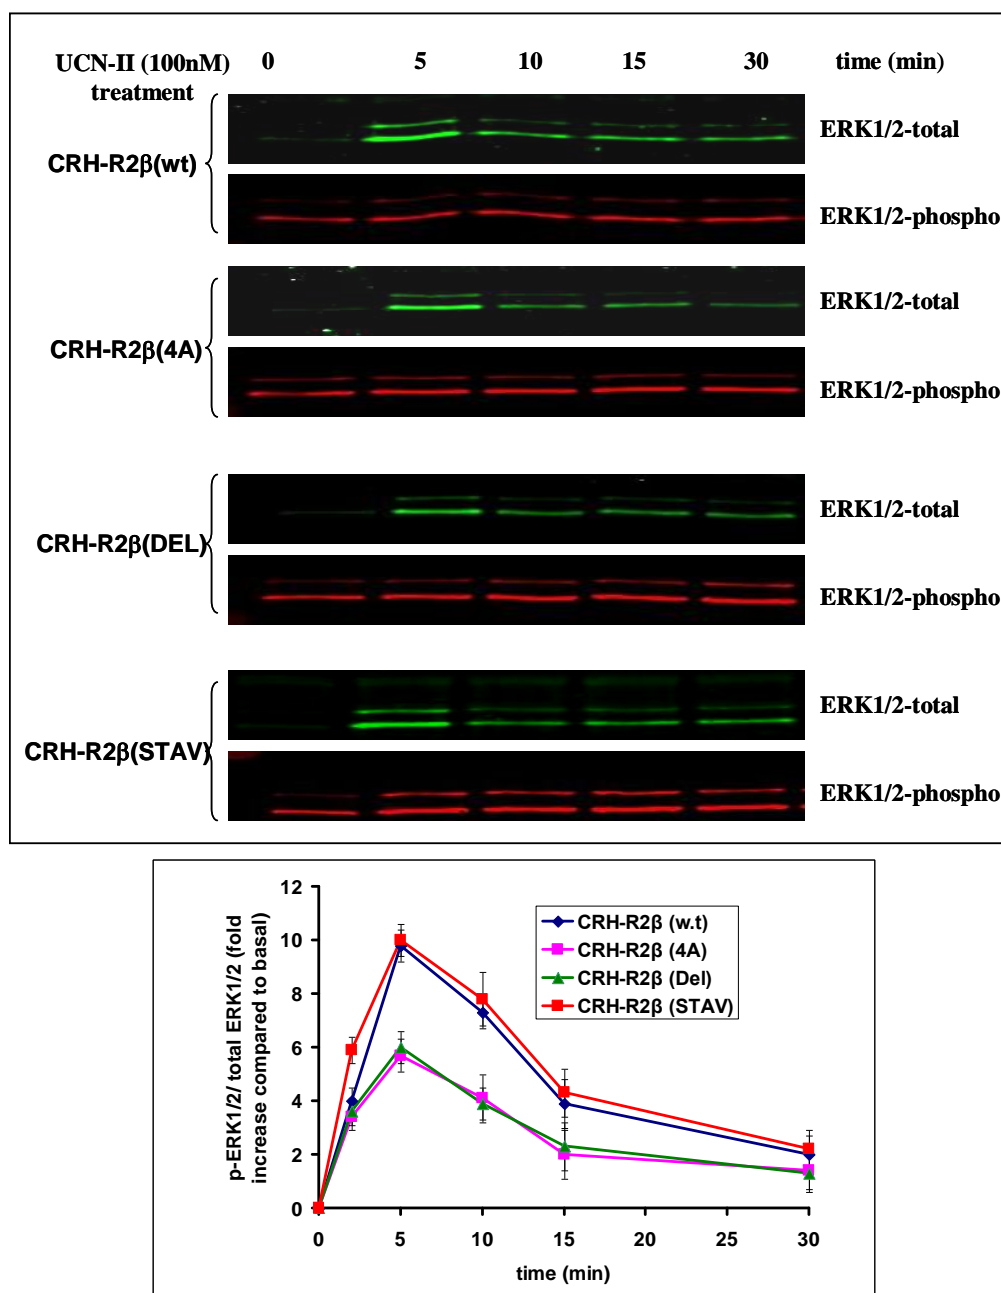 UCN-II (100nM) 0 5 10 15 30 time (min)
treatment
CRH-R2β(wt)
ERK1/2-total
ERK1/2-phospho
CRH-R2β(4A)
ERK1/2-total
ERK1/2-phospho
CRH-R2β(DEL)
ERK1/2-total
ERK1/2-phospho
CRH-R2β(STAV)
ERK1/2-total
ERK1/2-phospho
p-ERK1/2/ total ERK1/2 (fold
increase compared to basal)
12
10
8
6
4
2
0
CRH-R2β (w.t)
CRH-R2β (4A)
CRH-R2β (Del)
CRH-R2β (STAV)
0 5 10 15 20 25 30
time (min)